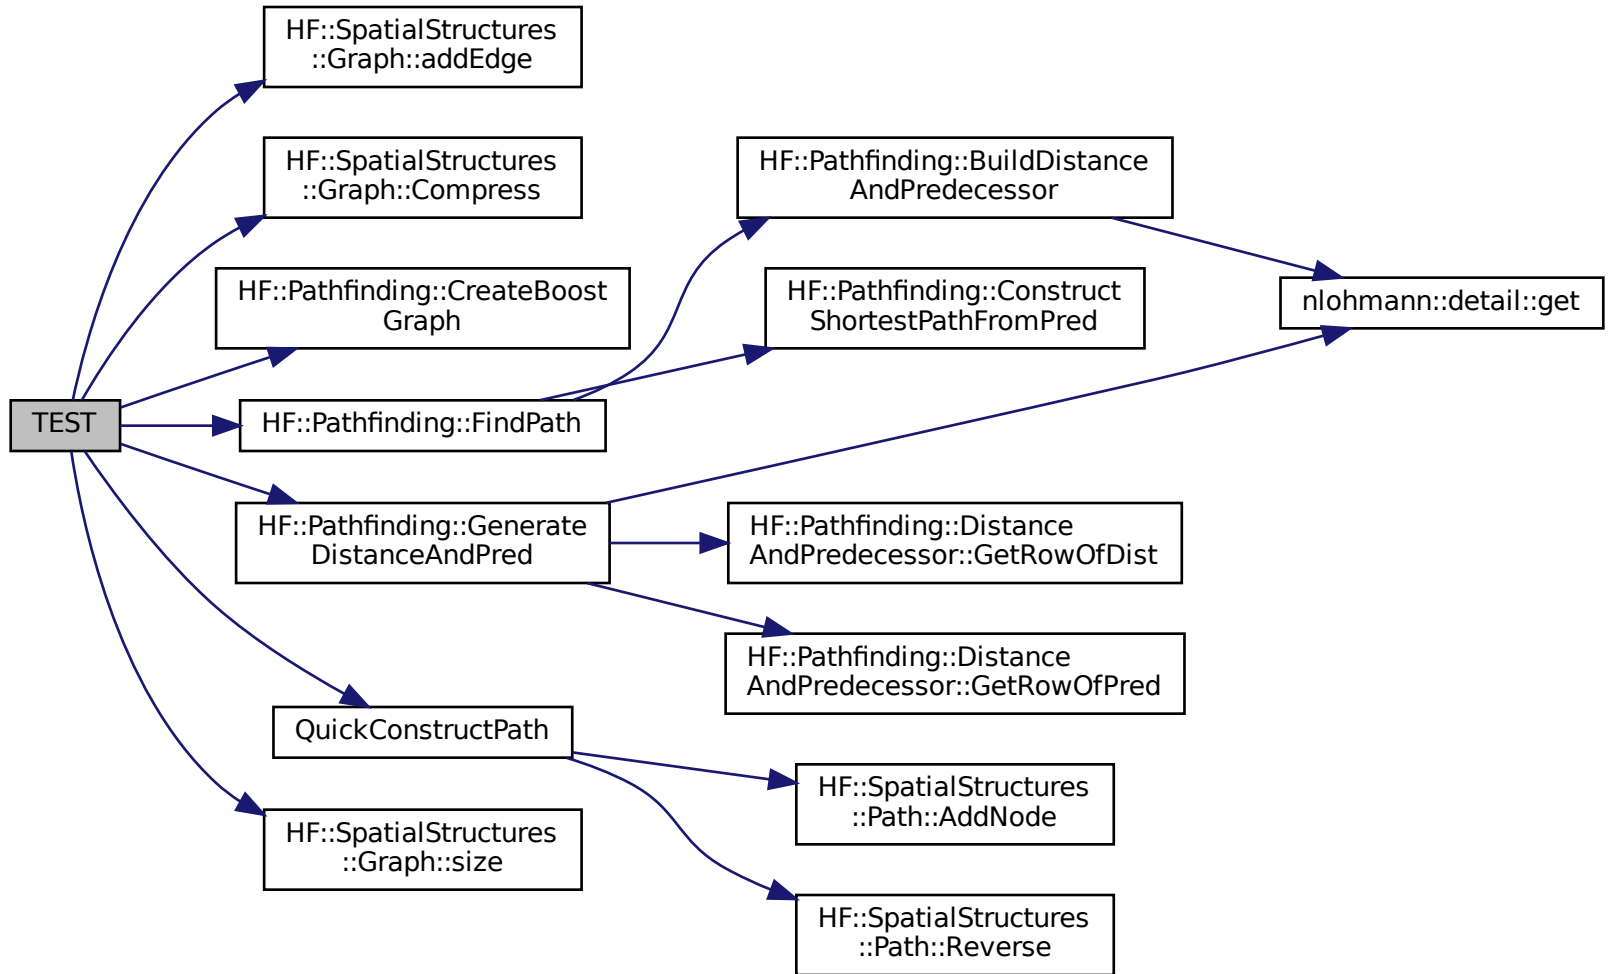 HF::SpatialStructures
::Graph::addEdge
HF::SpatialStructures
::Graph::Compress
HF::Pathfinding::BuildDistance
AndPredecessor
HF::Pathfinding::CreateBoost
Graph
HF::Pathfinding::Construct
ShortestPathFromPred
nlohmann::detail::get
TEST
HF::Pathfinding::FindPath
HF::Pathfinding::Generate
DistanceAndPred
HF::Pathfinding::Distance
AndPredecessor::GetRowOfDist
HF::Pathfinding::Distance
AndPredecessor::GetRowOfPred
QuickConstructPath
HF::SpatialStructures
::Path::AddNode
HF::SpatialStructures
::Graph::size
HF::SpatialStructures
::Path::Reverse